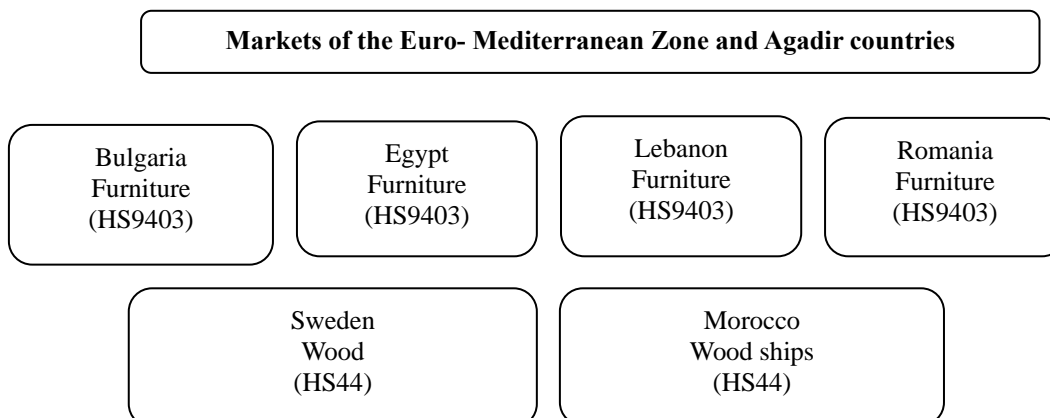 Markets of the Euro- Mediterranean Zone and Agadir countries
Bulgaria
Furniture
(HS9403)
Egypt
Furniture
(HS9403)
Lebanon
Furniture
(HS9403)
Romania
Furniture
(HS9403)
Sweden
Wood
(HS44)
Morocco
Wood ships
(HS44)